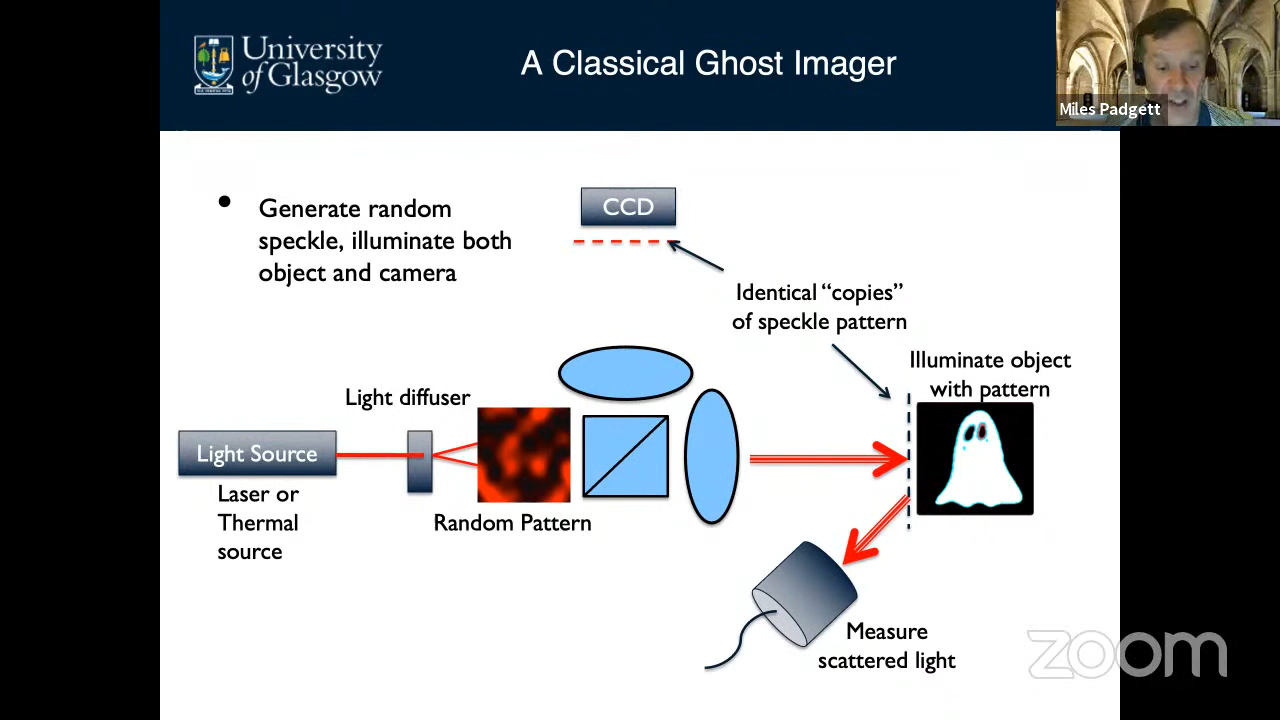 University
of Glasgow
A Classical Ghost Imager
Miles Padgett
• Generate random
speckle, illuminate both
object and camera
CCD
Identical “copies”
of speckle pattern
Illuminate object
with pattern
Light diffuser
Light Source
Laser or
Thermal
source
Random Pattern
Measure
scattered light
zoom